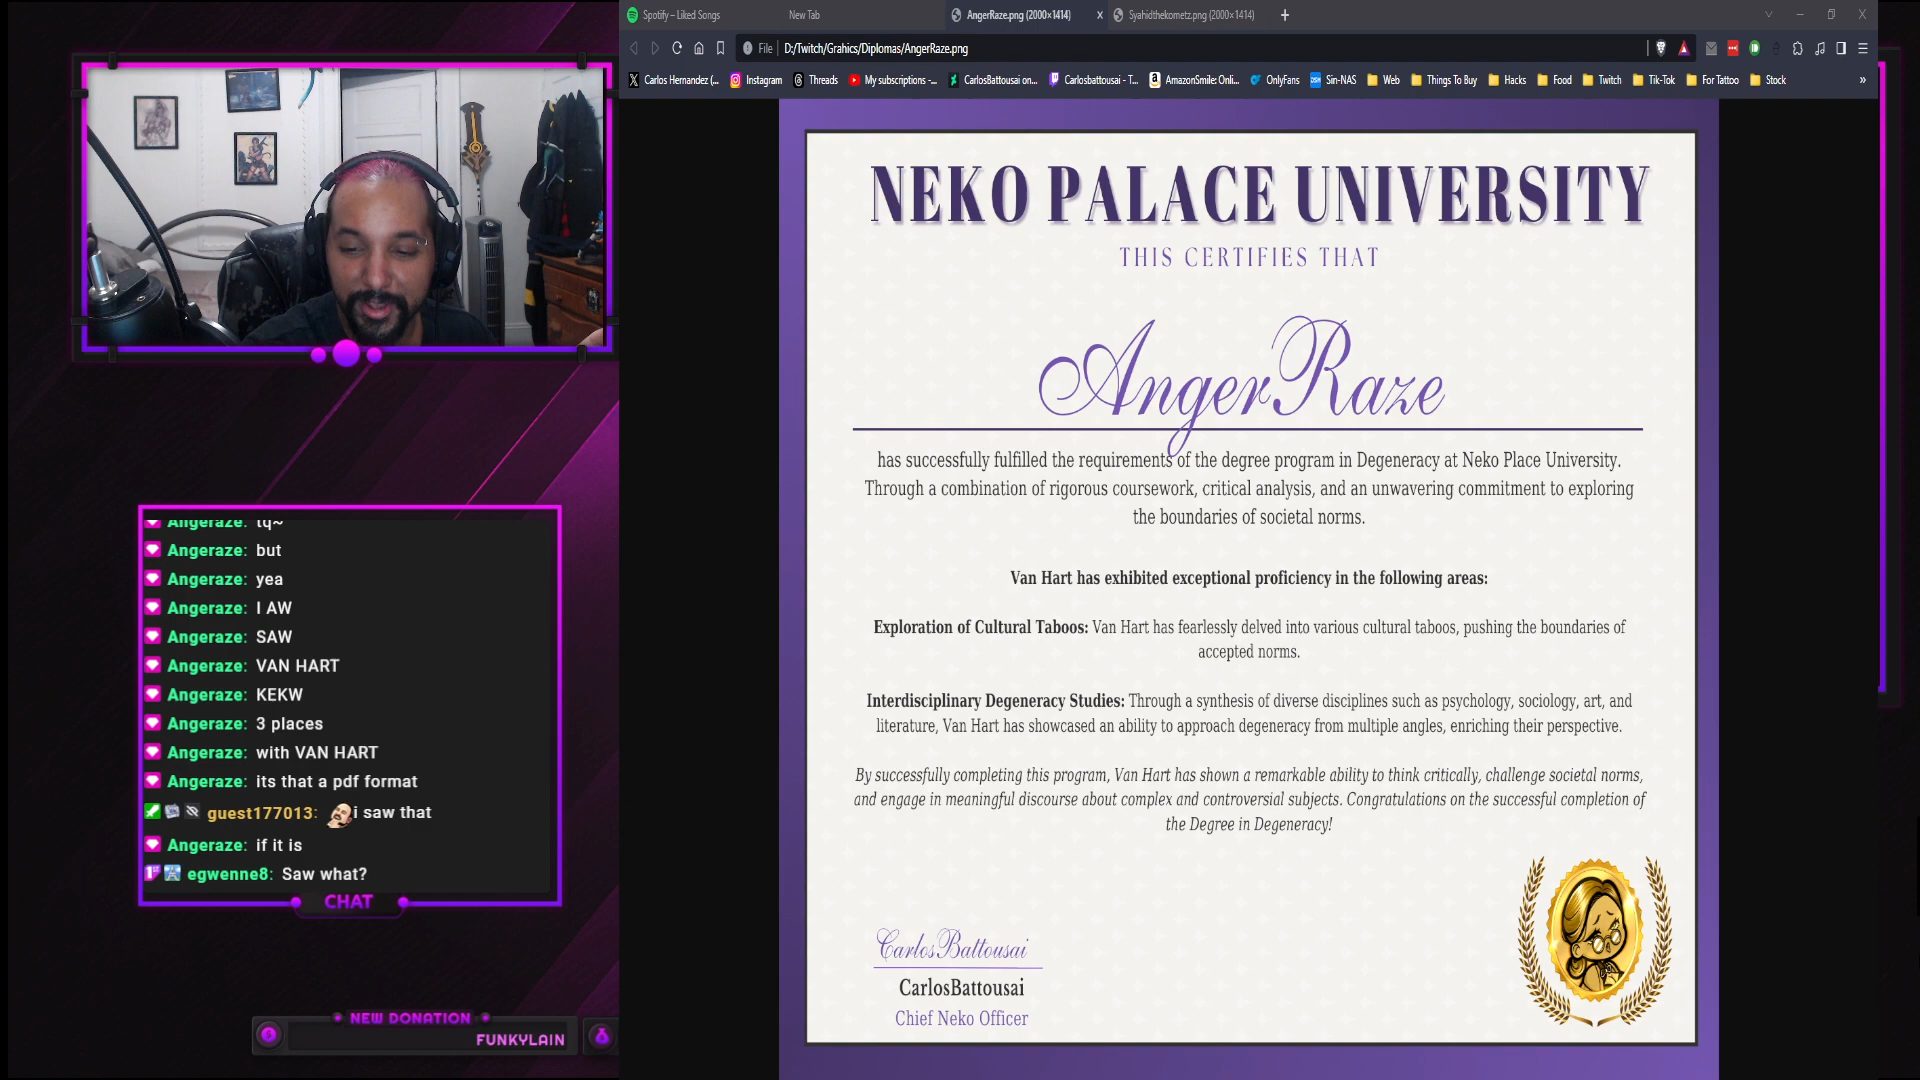 Spotify – Liked Songs
New Tab
AngerRaze.png (2000×1414)
Syahidthekometz.png (2000×1414)
File
D:/Twitch/Grahics/Diplomas/AngerRaze.png
Carlos Hernandez (...
Instagram
Threads
My subscriptions -...
CarlosBattousai on...
Carlosbattousai - T...
AmazonSmile: Onli...
OnlyFans
Sin-NAS
Web
Things To Buy
Hacks
Food
Twitch
Tik-Tok
For Tattoo
Stock
»
NEKO PALACE UNIVERSITY
THIS CERTIFIES THAT
AngerRaze
has successfully fulfilled the requirements of the degree program in Degeneracy at Neko Place University.
Through a combination of rigorous coursework, critical analysis, and an unwavering commitment to exploring
the boundaries of societal norms.
Van Hart has exhibited exceptional proficiency in the following areas:
Exploration of Cultural Taboos: Van Hart has fearlessly delved into various cultural taboos, pushing the boundaries of
accepted norms.
Interdisciplinary Degeneracy Studies: Through a synthesis of diverse disciplines such as psychology, sociology, art, and
literature, Van Hart has showcased an ability to approach degeneracy from multiple angles, enriching their perspective.
By successfully completing this program, Van Hart has shown a remarkable ability to think critically, challenge societal norms,
and engage in meaningful discourse about complex and controversial subjects. Congratulations on the successful completion of
the Degree in Degeneracy!
CarlosBattousai
CarlosBattousai
Chief Neko Officer
Angeraze: tq~
Angeraze: but
Angeraze: yea
Angeraze: I AW
Angeraze: SAW
Angeraze: VAN HART
Angeraze: KEKW
Angeraze: 3 places
Angeraze: with VAN HART
Angeraze: its that a pdf format
guest177013: i saw that
Angeraze: if it is
egwenne8: Saw what?
CHAT
NEW DONATION
FUNKYLAIN